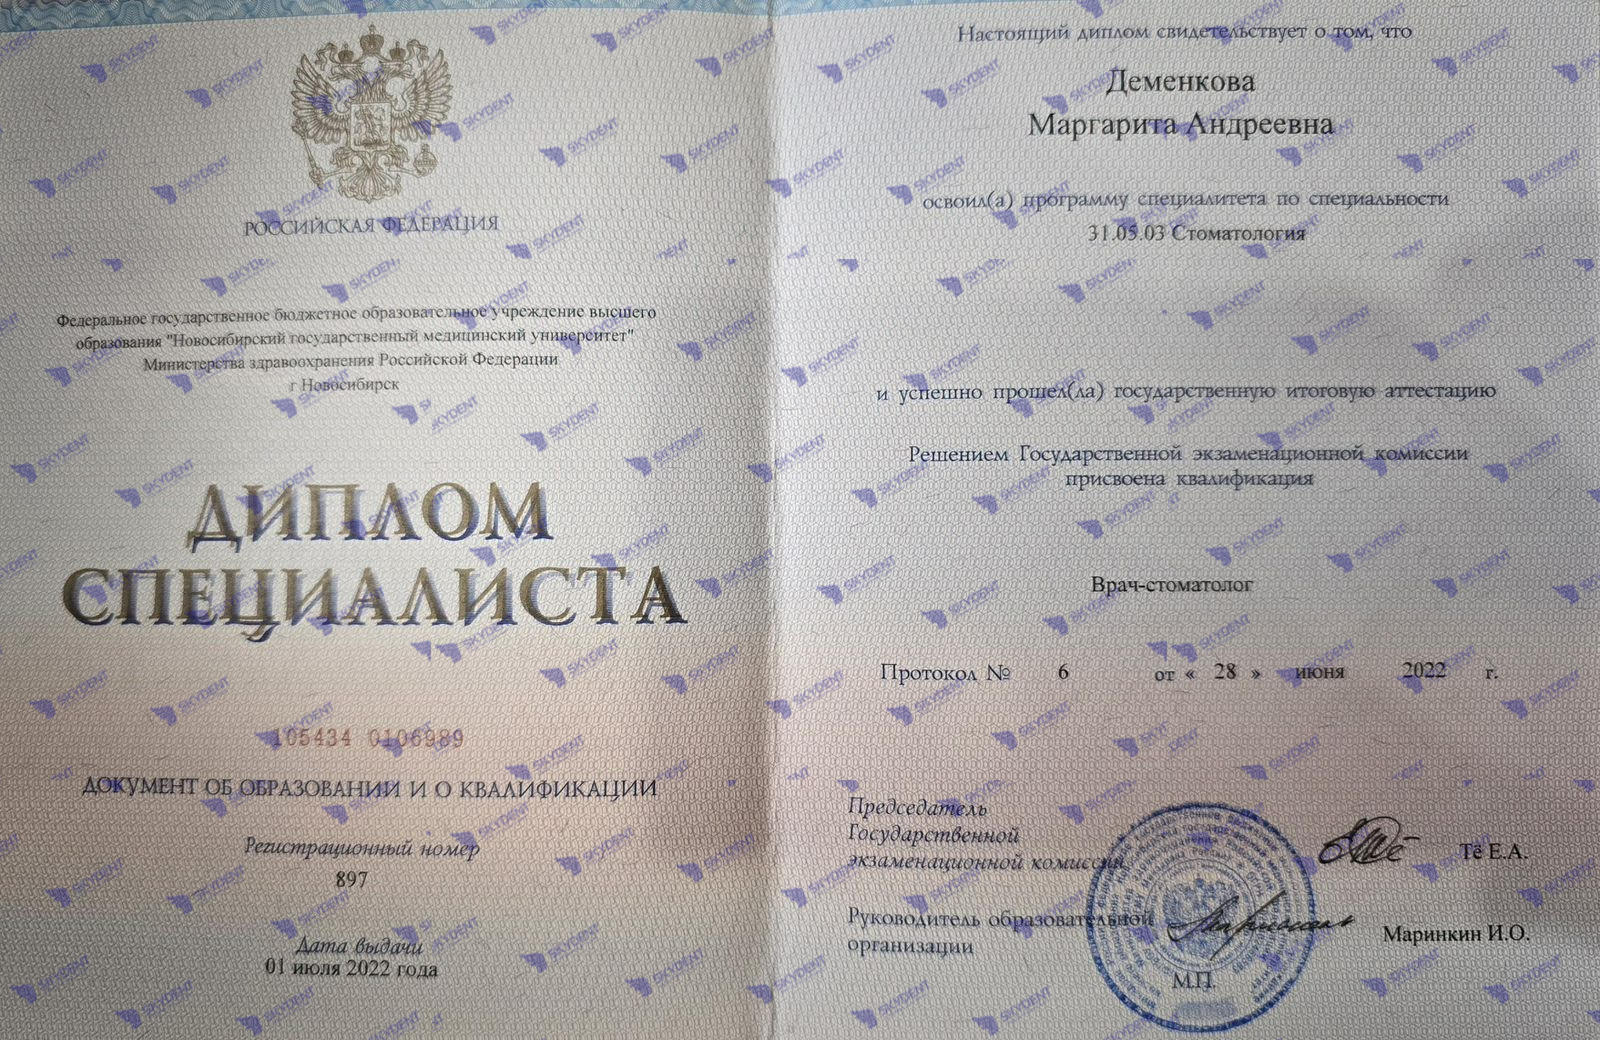 РОССИЙСКАЯ ФЕДЕРАЦИЯ
Федеральное государственное бюджетное образовательное учреждение высшего
образования "Новосибирский государственный медицинский университет"
Министерства здравоохранения Российской Федерации
г Новосибирск
ДИПЛОМ
СПЕЦИАЛИСТА
105434 0106989
ДОКУМЕНТ ОБ ОБРАЗОВАНИИ И О КВАЛИФИКАЦИИ
Регистрационный номер
897
Дата выдачи
01 июля 2022 года
Настоящий диплом свидетельствует о том, что
Деменкова
Маргарита Андреевна
освоил(а) программу специалитета по специальности
31.05.03 Стоматология
и успешно прошел(ла) государственную итоговую аттестацию
Решением Государственной экзаменационной комиссии
присвоена квалификация
Врач-стоматолог
Протокол № 6 от « 28 » июня 2022 г.
Председатель
Государственной
экзаменационной комиссии
Тё Е.А.
Руководитель образовательной
организации
Маринкин И.О.
М.П.
SKYDENT